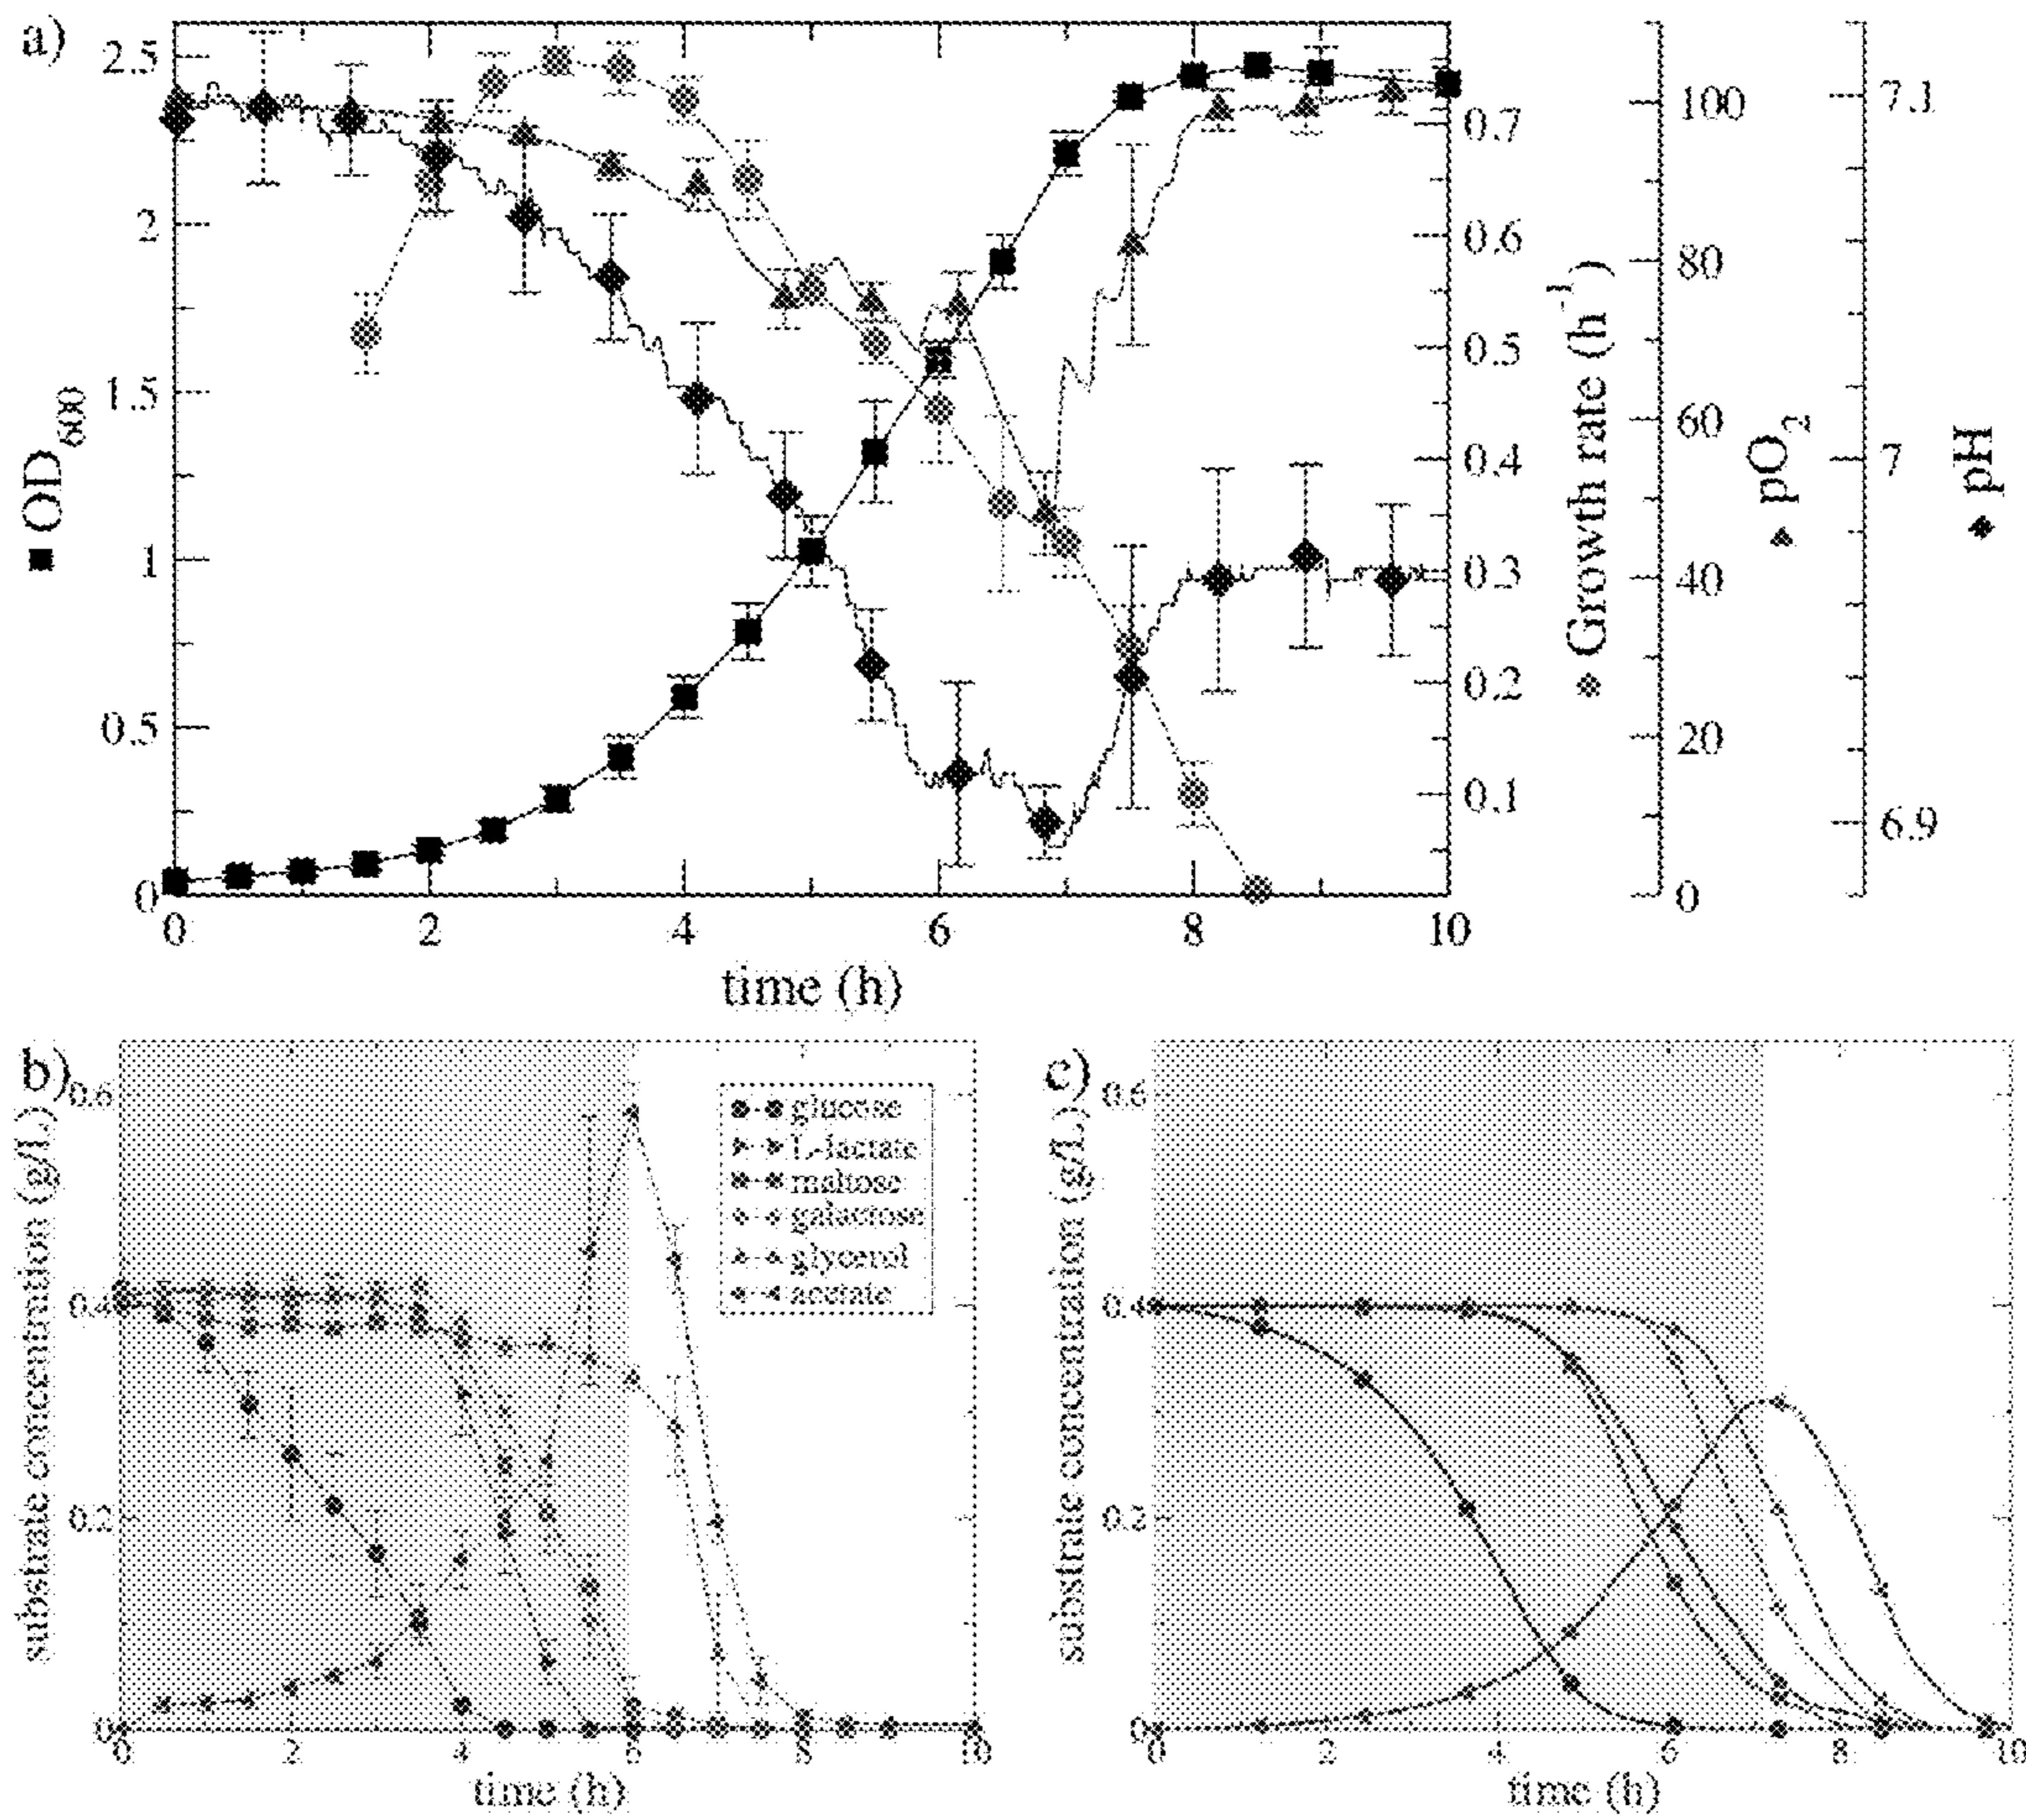 a)
2.5
2
1.5
1
0.5
0
OD600
0 2 4 6 8 10
time (h)
0.7
0.6
0.5
0.4
0.3
0.2
0.1
Growth rate (h⁻¹)
100
80
60
40
20
0
pO2
7.1
7
6.9
pH
b)
0.6
0.4
0.2
0
substrate concentration (g/L)
glucose
L-lactate
maltose
galactose
glycerol
acetate
0 2 4 6 8 10
time (h)
c)
0.6
0.4
0.2
0
substrate concentration (g/L)
0 2 4 6 8 10
time (h)